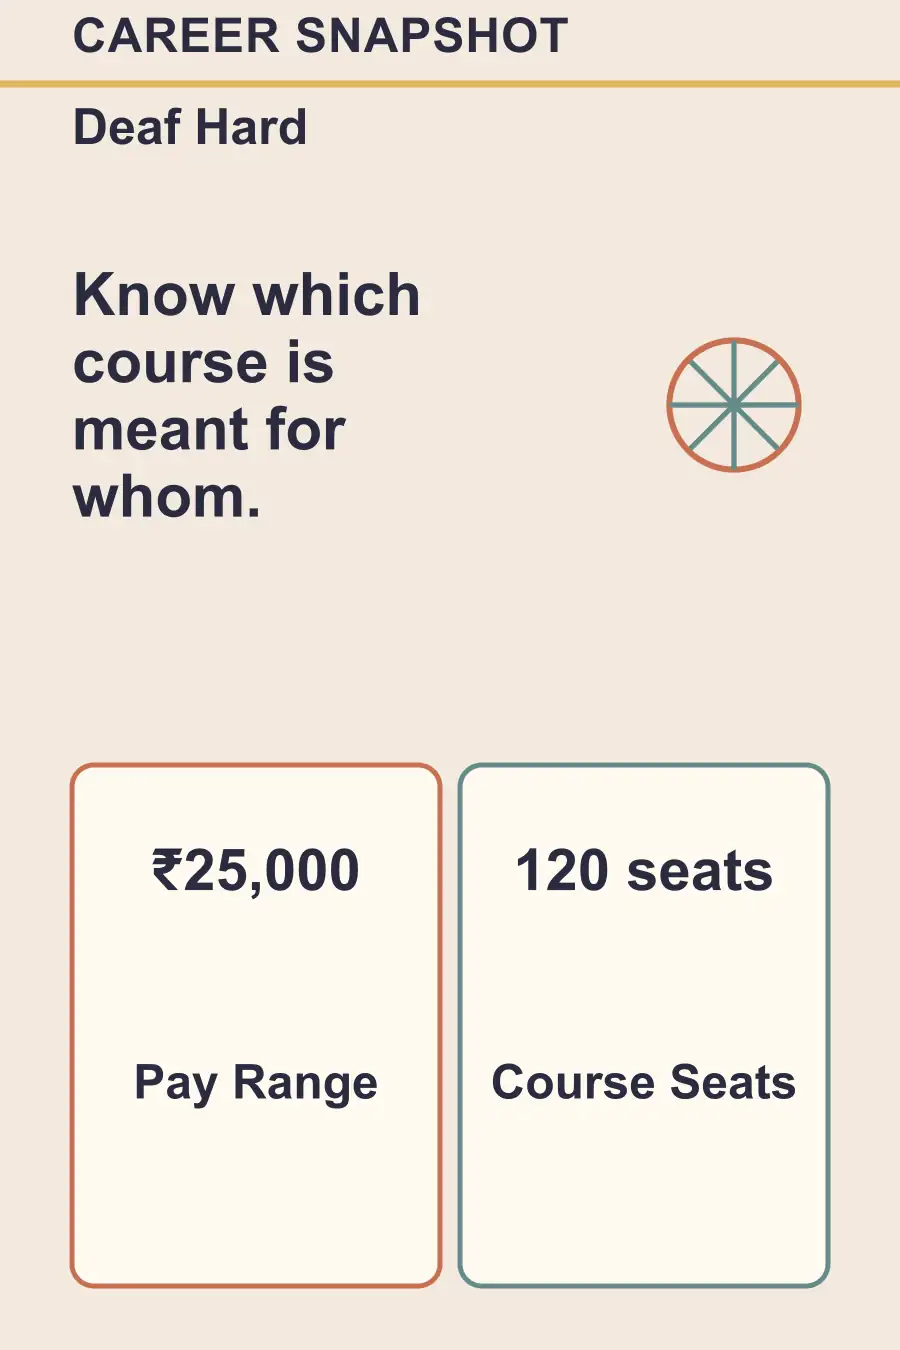 CAREER SNAPSHOT
Deaf Hard
Know which
course is
meant for
whom.
₹25,000
Pay Range
120 seats
Course Seats